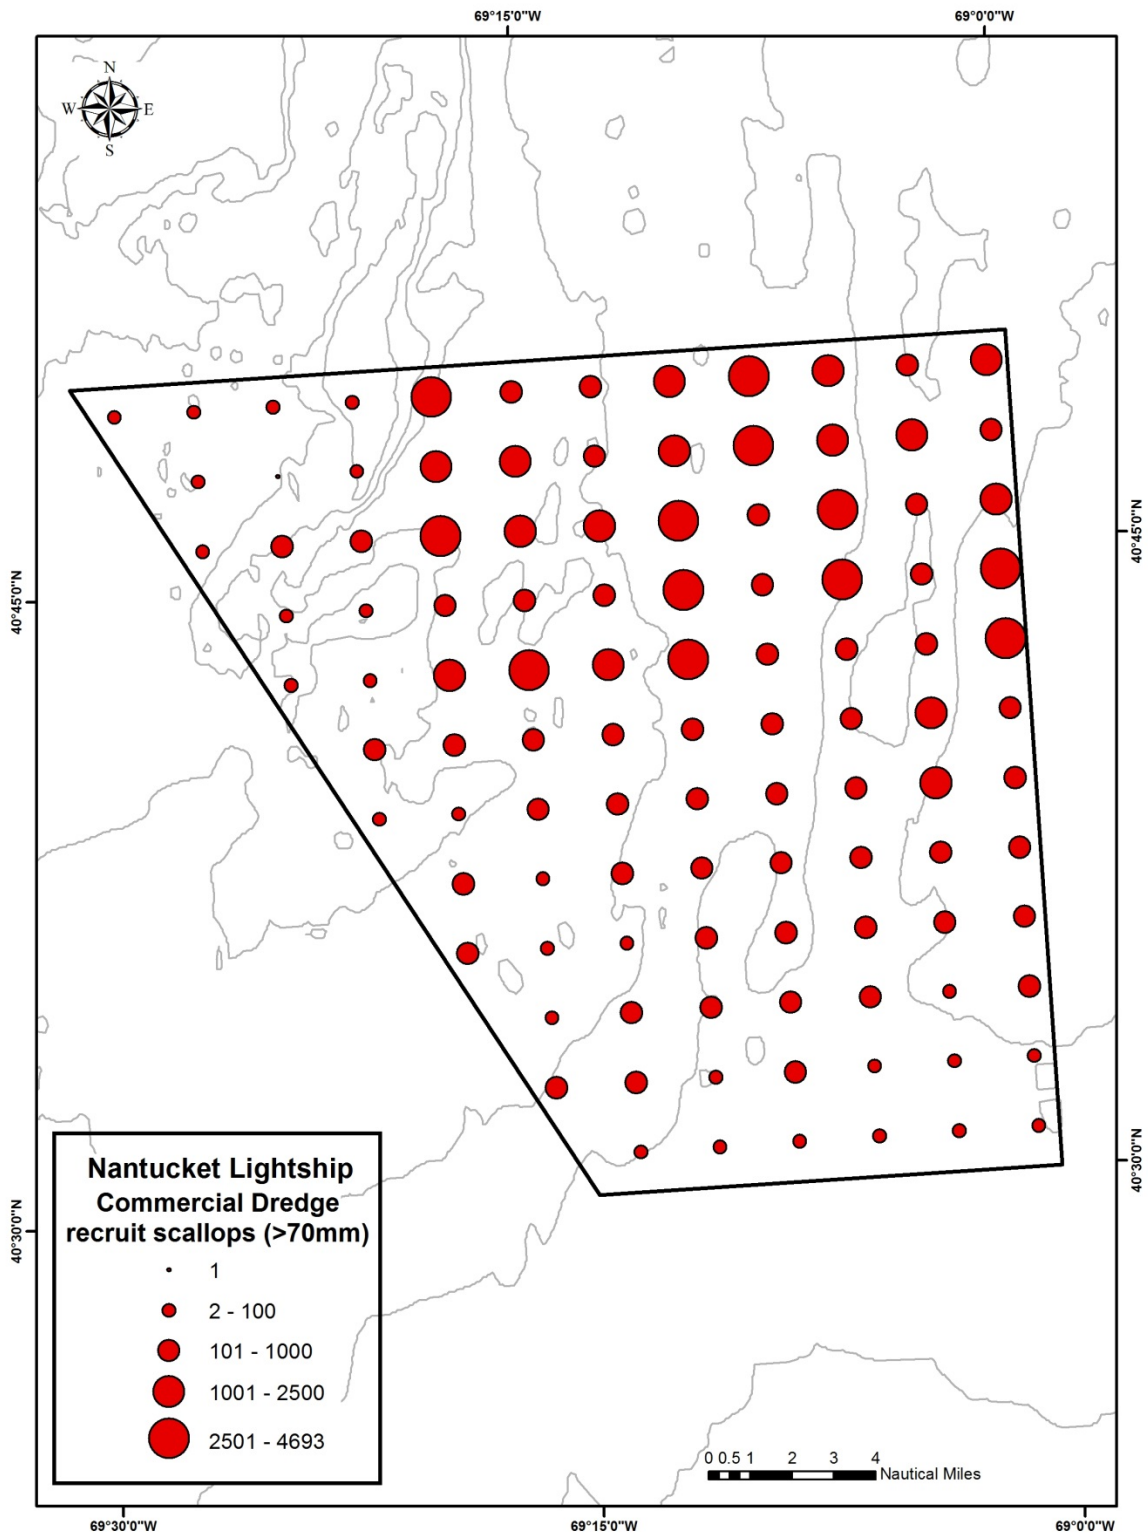 69°15'0"W 69°0'0"W
N
W E
S
40°45'0"N
40°45'0"N
Nantucket Lightship
Commercial Dredge
recruit scallops (>70mm)
1
2 - 100
101 - 1000
1001 - 2500
2501 - 4693
40°30'0"N
40°30'0"N
0 0.5 1 2 3 4
Nautical Miles
69°30'0"W 69°15'0"W 69°0'0"W